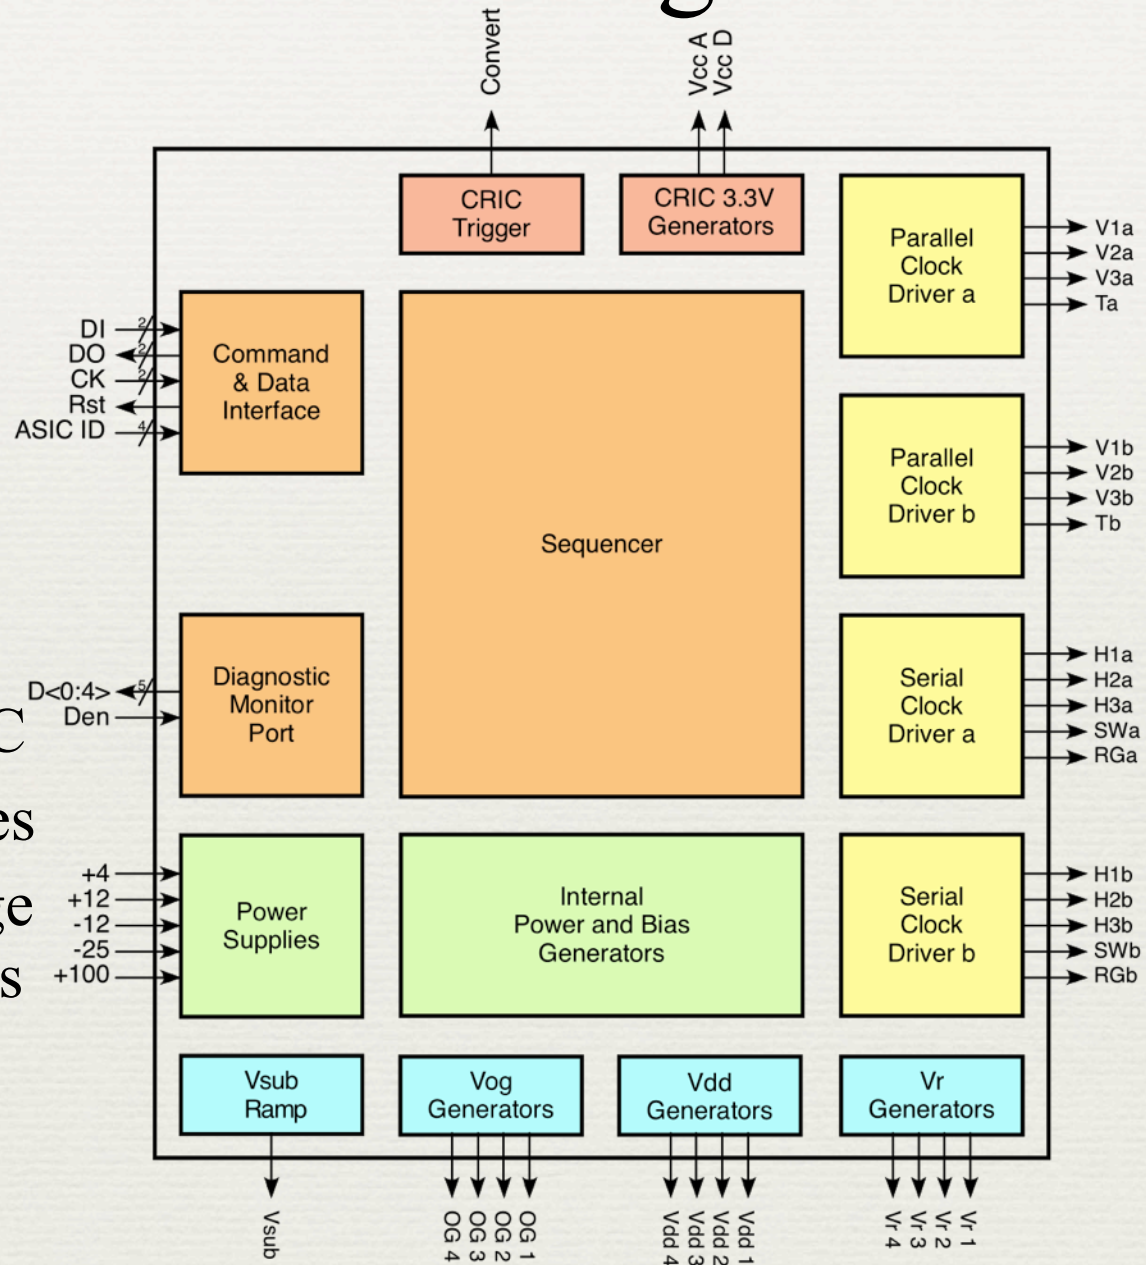 g
Convert
Vcc A
Vcc D
CRIC
Trigger
CRIC 3.3V
Generators
Parallel
Clock
Driver a
V1a
V2a
V3a
Ta
DI
DO
CK
Rst
ASIC ID
2
2
2
4
Command
& Data
Interface
Sequencer
Parallel
Clock
Driver b
V1b
V2b
V3b
Tb
D<0:4>
Den
5
Diagnostic
Monitor
Port
Serial
Clock
Driver a
H1a
H2a
H3a
SWa
RGa
C
es
ge
s
+4
+12
-12
-25
+100
Power
Supplies
Internal
Power and Bias
Generators
Serial
Clock
Driver b
H1b
H2b
H3b
SWb
RGb
Vsub
Ramp
Vog
Generators
Vdd
Generators
Vr
Generators
Vsub
OG 4
OG 3
OG 2
OG 1
Vdd 4
Vdd 3
Vdd 2
Vdd 1
Vr 4
Vr 3
Vr 2
Vr 1